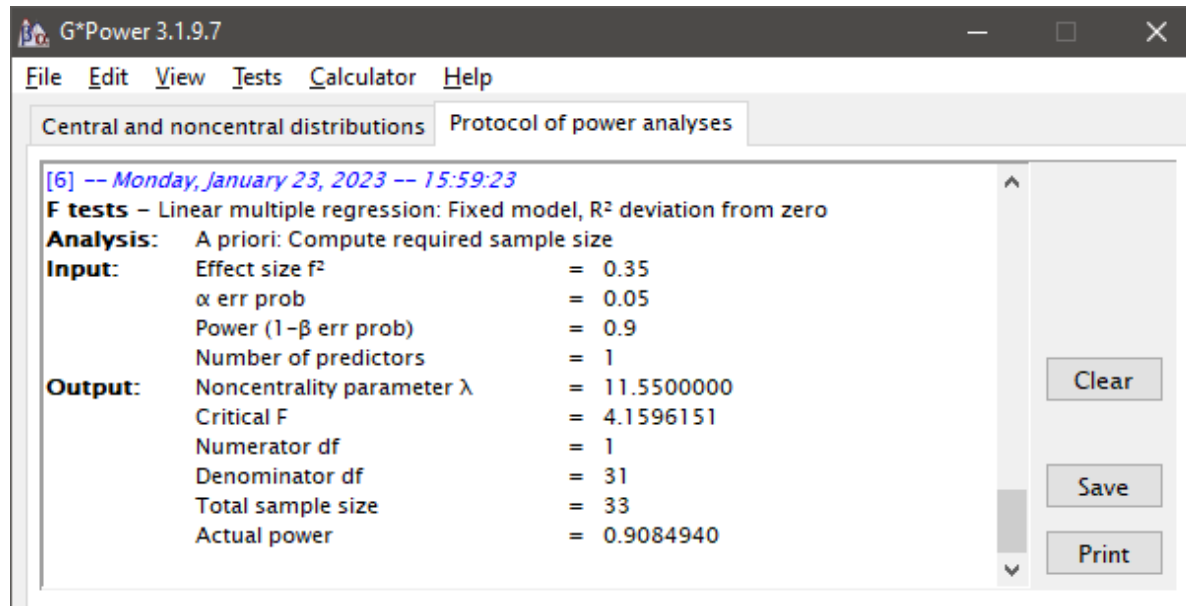 G*Power 3.1.9.7
File Edit View Tests Calculator Help
Central and noncentral distributions Protocol of power analyses
[6] -- Monday, January 23, 2023 -- 15:59:23
F tests – Linear multiple regression: Fixed model, R² deviation from zero
Analysis: A priori: Compute required sample size
Input: Effect size f² = 0.35
α err prob = 0.05
Power (1-β err prob) = 0.9
Number of predictors = 1
Output: Noncentrality parameter λ = 11.5500000
Critical F = 4.1596151
Numerator df = 1
Denominator df = 31
Total sample size = 33
Actual power = 0.9084940
Clear
Save
Print